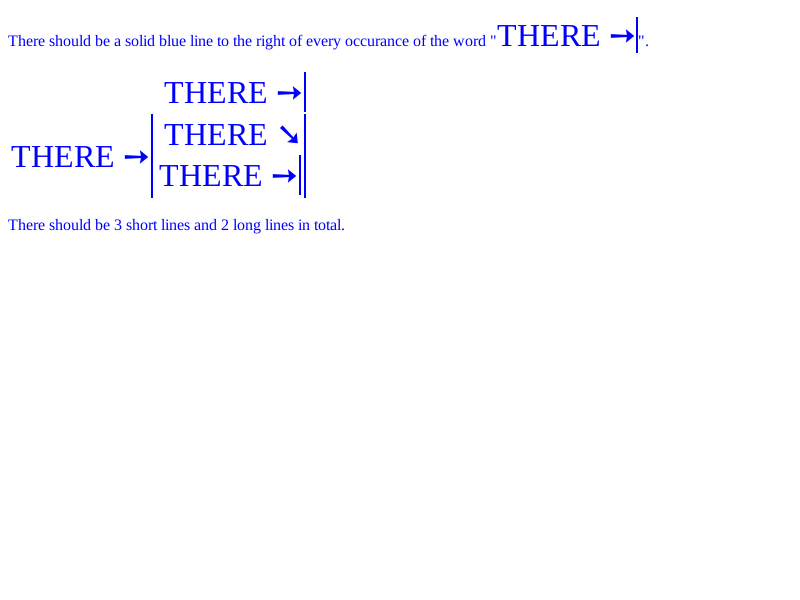 There should be a solid blue line to the right of every occurance of the word "THERE ➙".
THERE ➙
THERE ➘
THERE ➙
THERE ➙
There should be 3 short lines and 2 long lines in total.